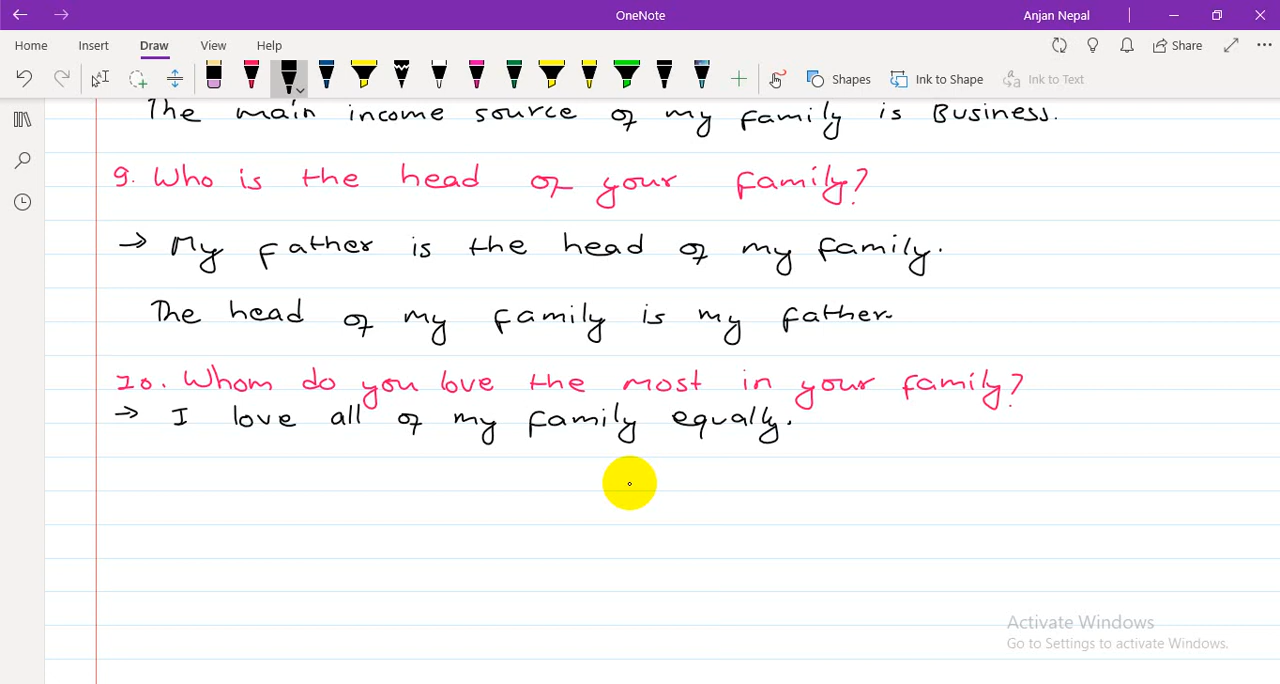 OneNote
Anjan Nepal
Home Insert Draw View Help
Share
Shapes Ink to Shape Ink to Text
The main income source of my family is Business.
9. Who is the head of your family?
→ My father is the head of my family.
The head of my family is my father.
10. Whom do you love the most in your family?
→ I love all of my family equally.
Activate Windows
Go to Settings to activate Windows.